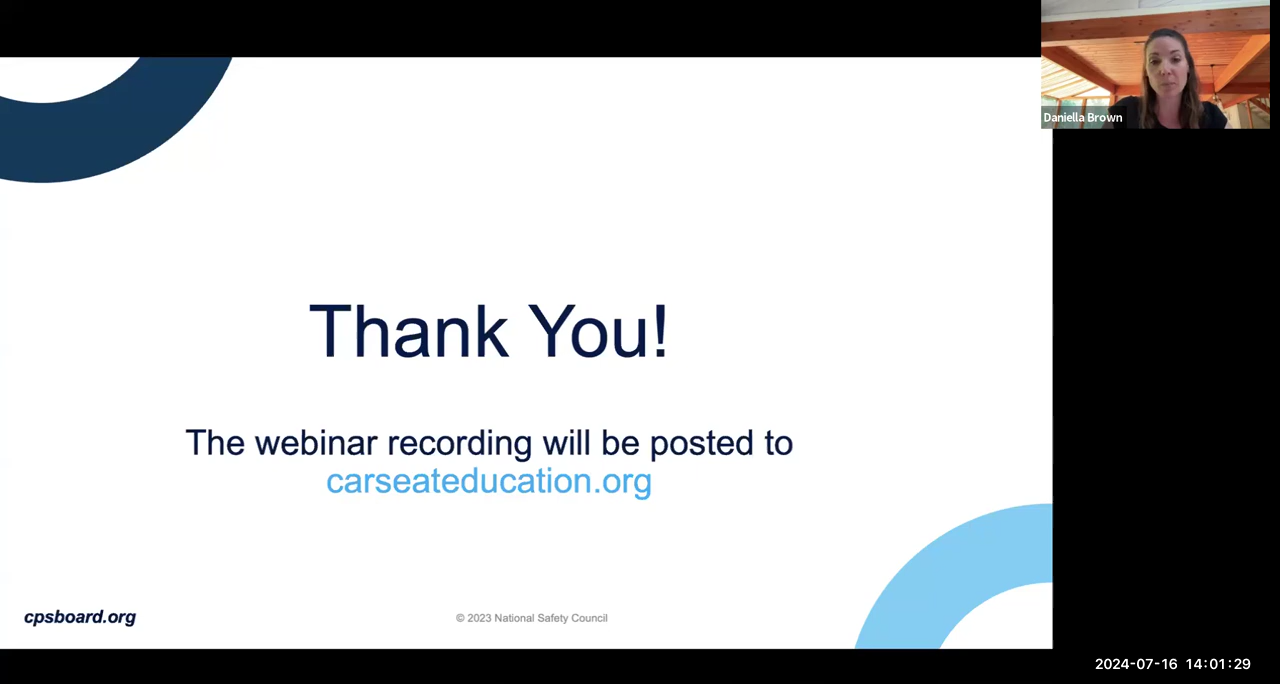 Daniella Brown
Thank You!
The webinar recording will be posted to
carseateducation.org
cpsboard.org
© 2023 National Safety Council
2024-07-16 14:01:29